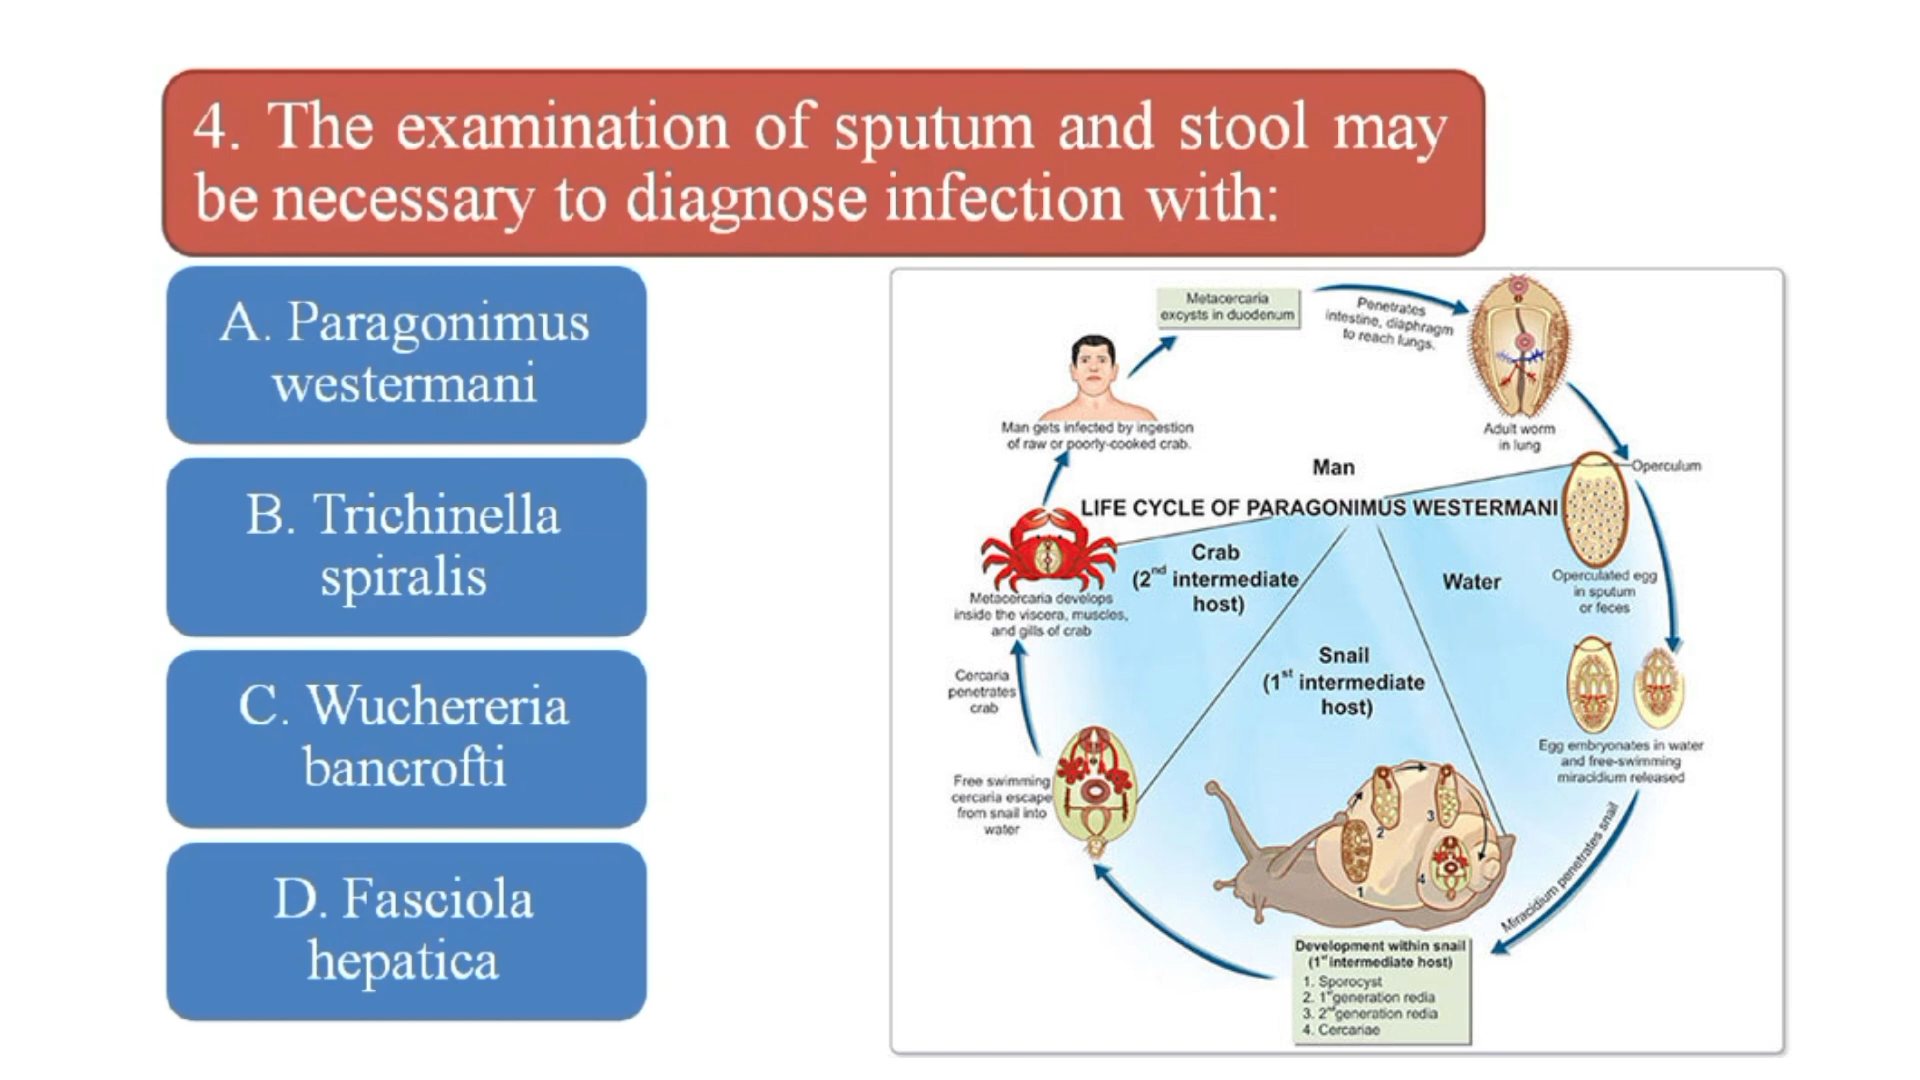 4. The examination of sputum and stool may
be necessary to diagnose infection with:
A. Paragonimus
westermani
B. Trichinella
spiralis
C. Wuchereria
bancrofti
D. Fasciola
hepatica
Metacercaria
excysts in duodenum
Penetrates
intestine, diaphragm
to reach lungs.
Adult worm
in lung
Man gets infected by ingestion
of raw or poorly-cooked crab.
Man
Operculum
LIFE CYCLE OF PARAGONIMUS WESTERMANI
Crab
(2nd intermediate
host)
Water
Operculated egg
in sputum
or feces
Metacercaria develops
inside the viscera, muscles,
and gills of crab
Snail
(1st intermediate
host)
Cercaria
penetrates
crab
Egg embryonates in water
and free-swimming
miracidium released
Free swimming
cercaria escape
from snail into
water
1
2
3
4
Miracidium penetrates snail
Development within snail
(1st intermediate host)
1. Sporocyst
2. 1st generation redia
3. 2nd generation redia
4. Cercariae